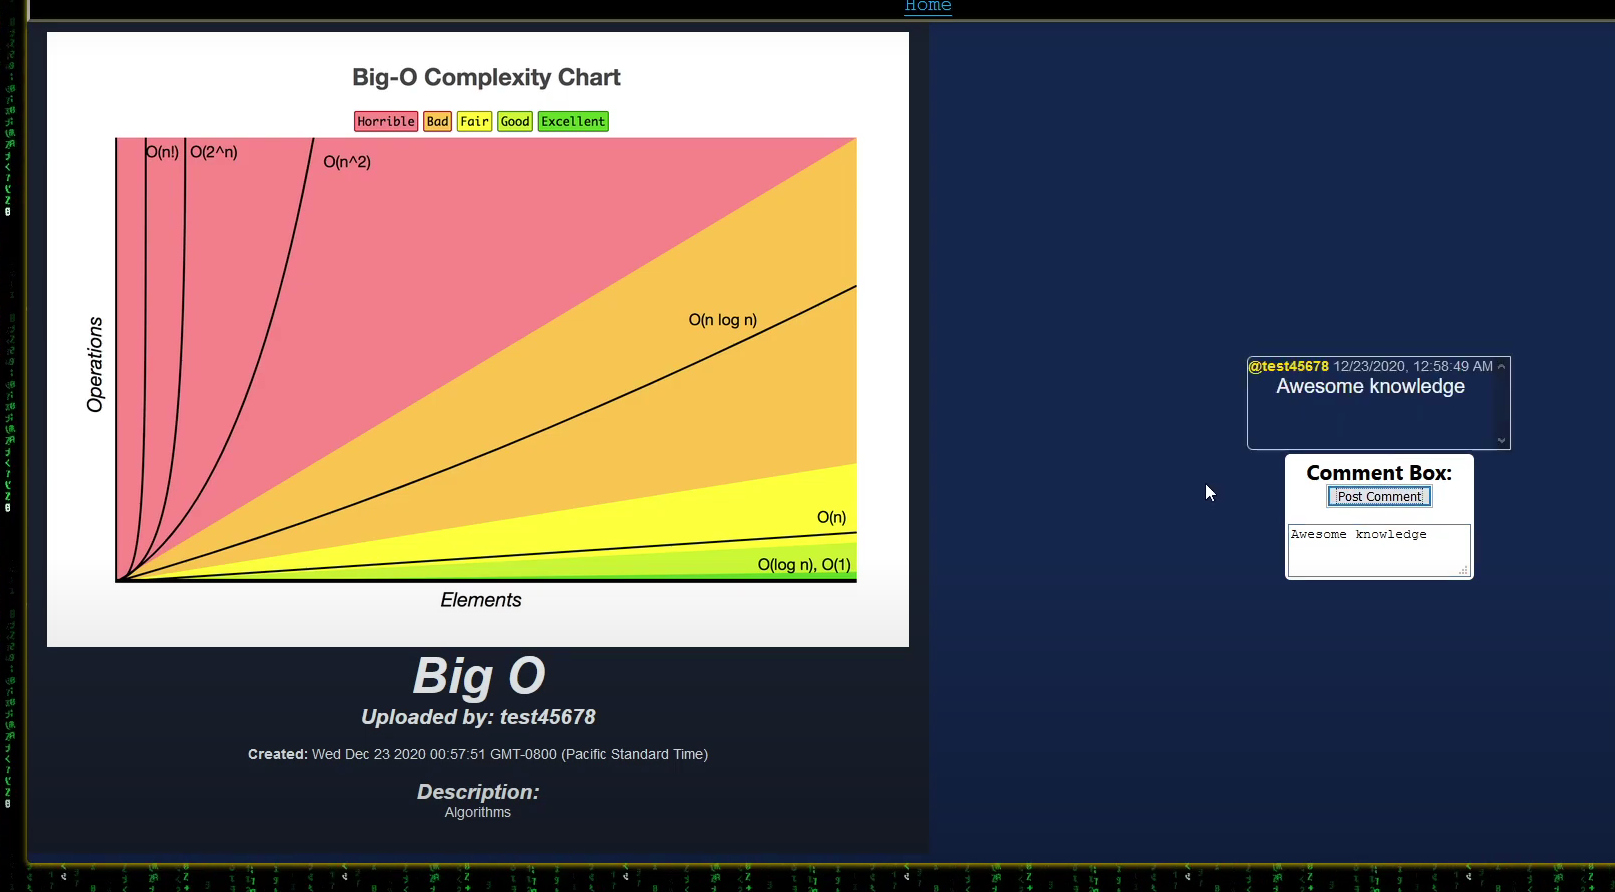 Home
Big-O Complexity Chart
Horrible Bad Fair Good Excellent
O(n!) O(2^n)
O(n^2)
O(n log n)
O(n)
O(log n), O(1)
Operations
Elements
Big O
Uploaded by: test45678
Created: Wed Dec 23 2020 00:57:51 GMT-0800 (Pacific Standard Time)
Description:
Algorithms
@test45678 12/23/2020, 12:58:49 AM
Awesome knowledge
Comment Box:
Post Comment
Awesome knowledge